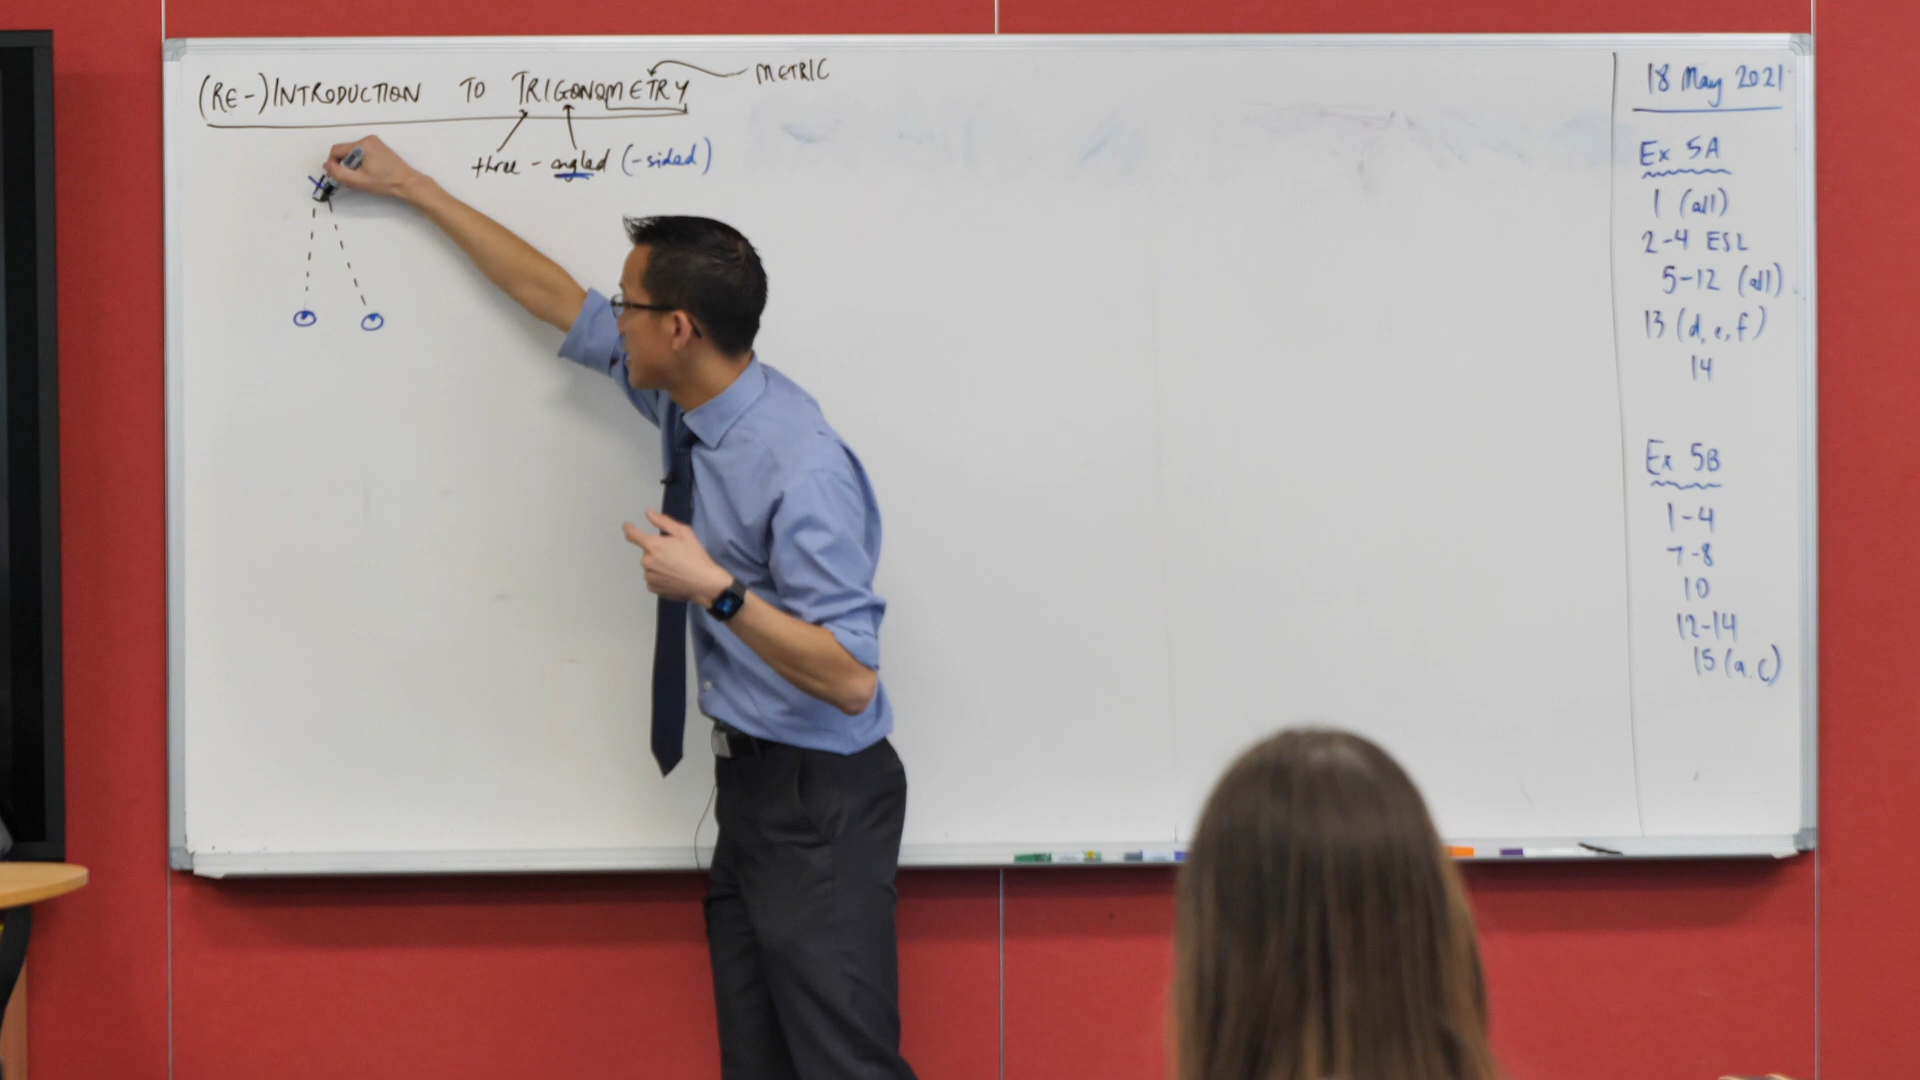 (RE-)INTRODUCTION TO TRIGONOMETRY
METRIC
three-angled (-sided)
18 May 2021
Ex 5A
1 (all)
2-4 ESL
5-12 (all)
13 (d, e, f)
14
Ex 5B
1-4
7-8
10
12-14
15 (a, c)